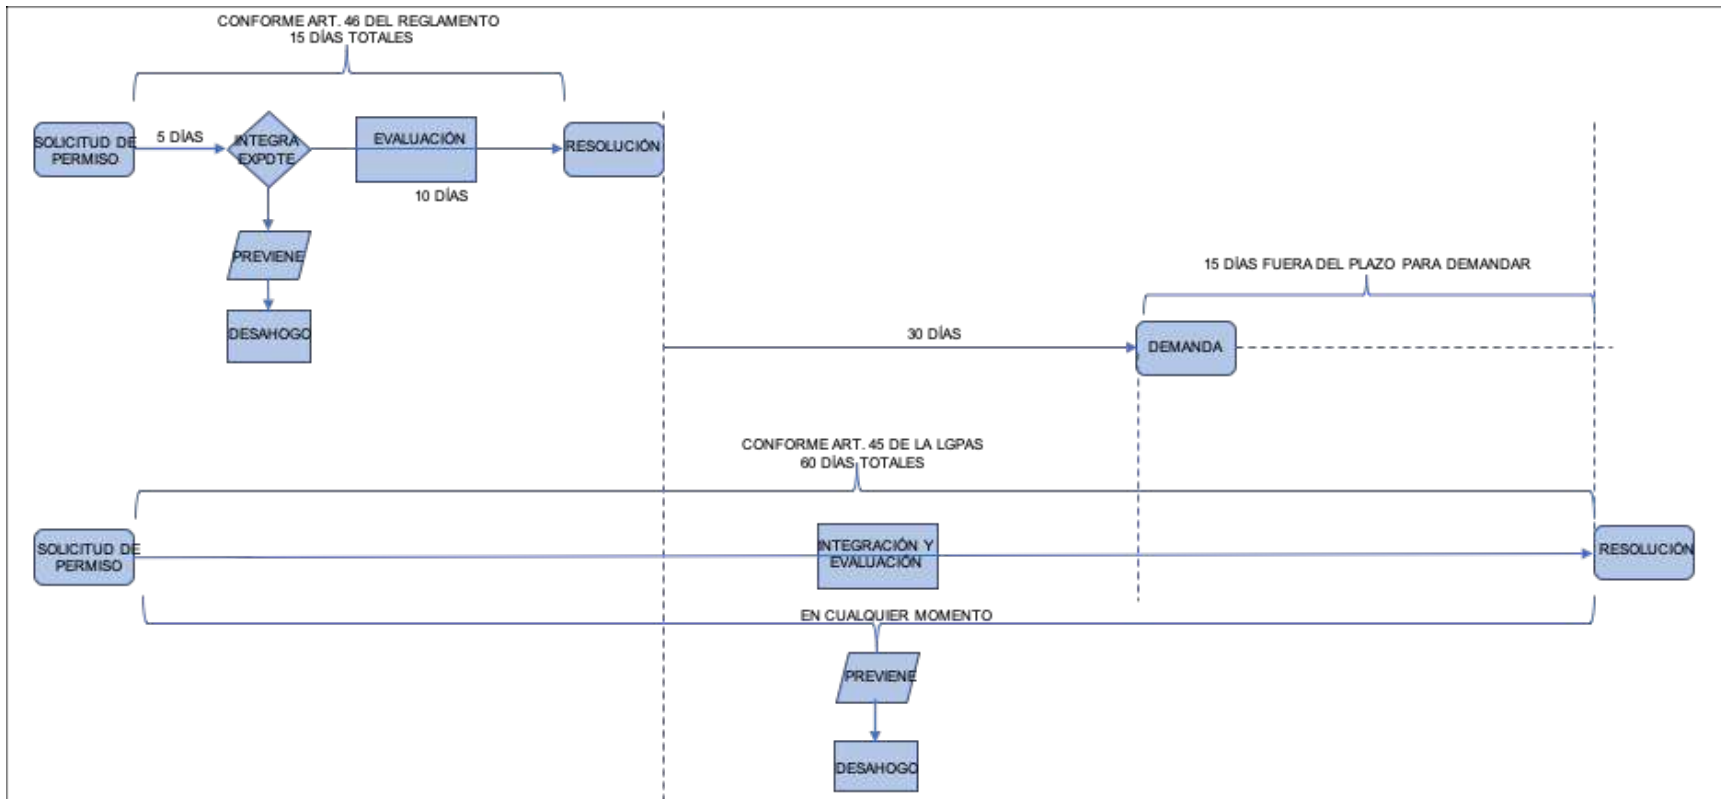 CONFORME ART. 46 DEL REGLAMENTO
15 DÍAS TOTALES
SOLICITUD DE
PERMISO
5 DÍAS
INTEGRA
EXPDTE
EVALUACIÓN
10 DÍAS
RESOLUCIÓN
PREVIENE
DESAHOGO
15 DÍAS FUERA DEL PLAZO PARA DEMANDAR
30 DÍAS
DEMANDA
CONFORME ART. 45 DE LA LGPAS
60 DÍAS TOTALES
SOLICITUD DE
PERMISO
INTEGRACIÓN Y
EVALUACIÓN
RESOLUCIÓN
EN CUALQUIER MOMENTO
PREVIENE
DESAHOGO